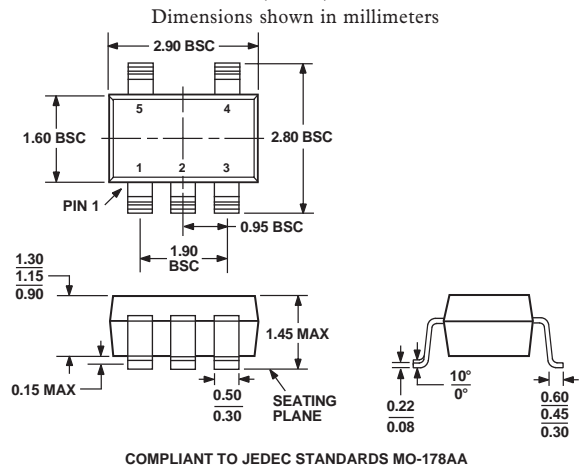 Dimensions shown in millimeters
2.90 BSC
5 4
1.60 BSC
2.80 BSC
1 2 3
PIN 1
0.95 BSC
1.90
BSC
1.30
1.15
0.90
1.45 MAX
0.15 MAX
0.50
0.30
SEATING
PLANE
0.22
0.08
10°
0°
0.60
0.45
0.30
COMPLIANT TO JEDEC STANDARDS MO-178AA